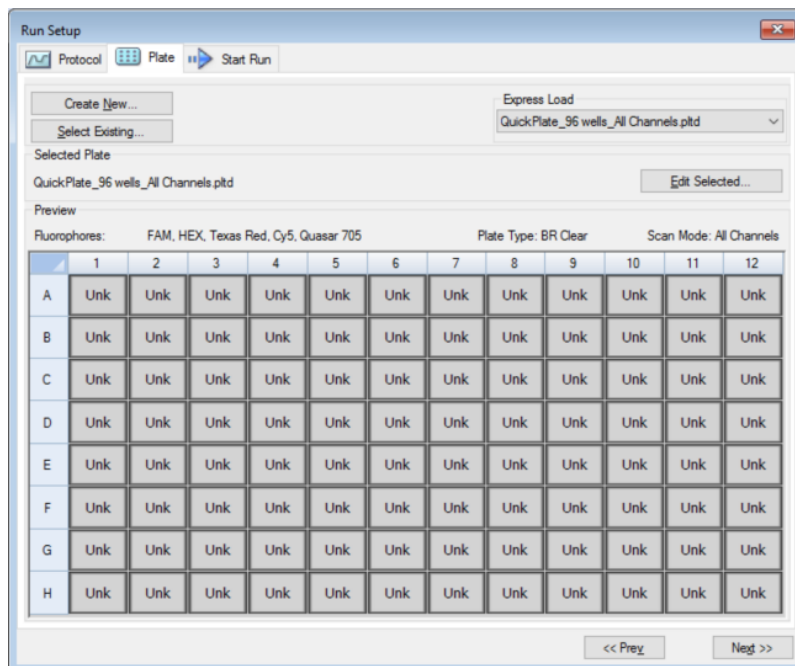 Run Setup
Protocol Plate Start Run
Create New...
Express Load
QuickPlate_96 wells_All Channels.pltd
Select Existing...
Selected Plate
QuickPlate_96 wells_All Channels.pltd Edit Selected...
Preview
Fluorophores: FAM, HEX, Texas Red, Cy5, Quasar 705 Plate Type: BR Clear Scan Mode: All Channels
1 2 3 4 5 6 7 8 9 10 11 12
A Unk Unk Unk Unk Unk Unk Unk Unk Unk Unk Unk Unk
B Unk Unk Unk Unk Unk Unk Unk Unk Unk Unk Unk Unk
C Unk Unk Unk Unk Unk Unk Unk Unk Unk Unk Unk Unk
D Unk Unk Unk Unk Unk Unk Unk Unk Unk Unk Unk Unk
E Unk Unk Unk Unk Unk Unk Unk Unk Unk Unk Unk Unk
F Unk Unk Unk Unk Unk Unk Unk Unk Unk Unk Unk Unk
G Unk Unk Unk Unk Unk Unk Unk Unk Unk Unk Unk Unk
H Unk Unk Unk Unk Unk Unk Unk Unk Unk Unk Unk Unk
<< Prev Next >>